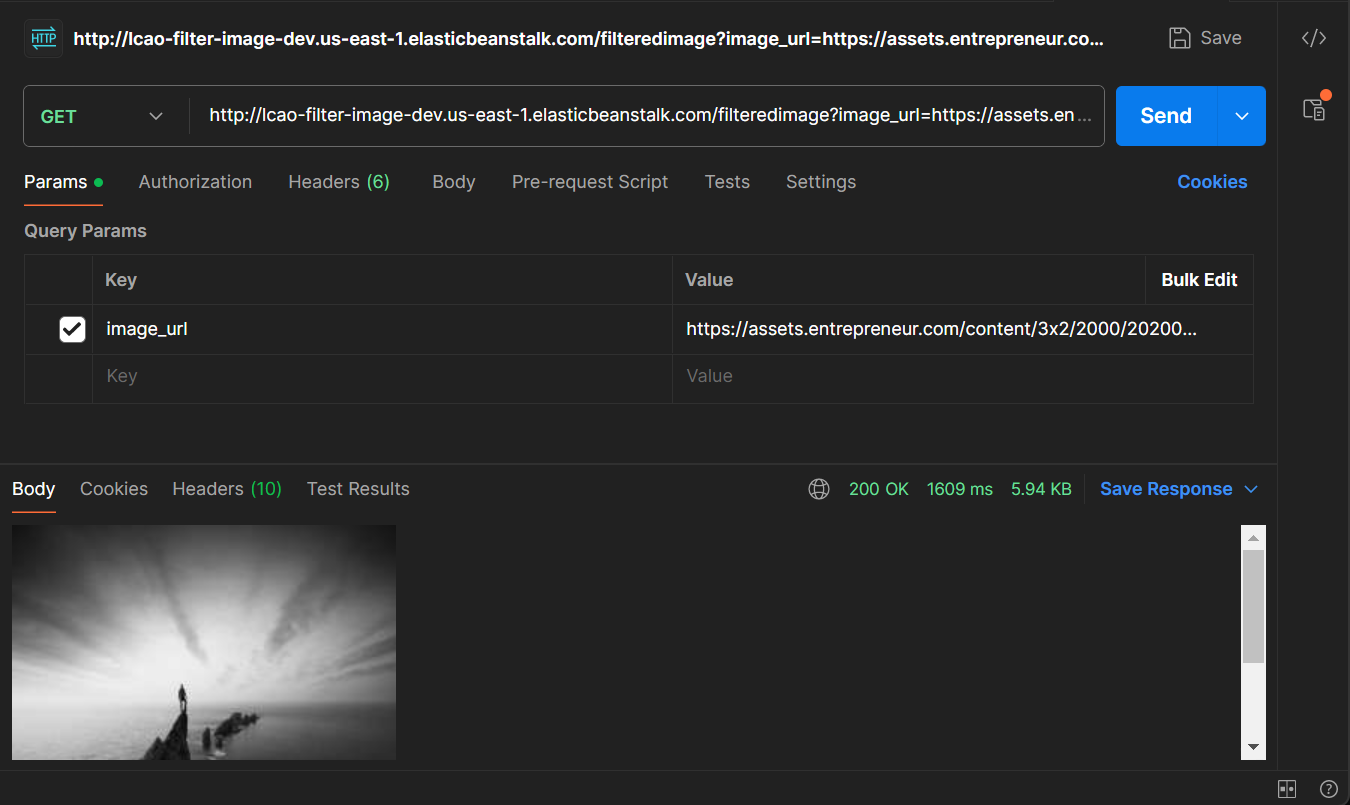 HTTP http://lcao-filter-image-dev.us-east-1.elasticbeanstalk.com/filteredimage?image_url=https://assets.entrepreneur.co... Save
GET http://lcao-filter-image-dev.us-east-1.elasticbeanstalk.com/filteredimage?image_url=https://assets.en ... Send
Params Authorization Headers (6) Body Pre-request Script Tests Settings Cookies
Query Params
Key Value Bulk Edit
image_url https://assets.entrepreneur.com/content/3x2/2000/20200...
Key Value
Body Cookies Headers (10) Test Results 200 OK 1609 ms 5.94 KB Save Response